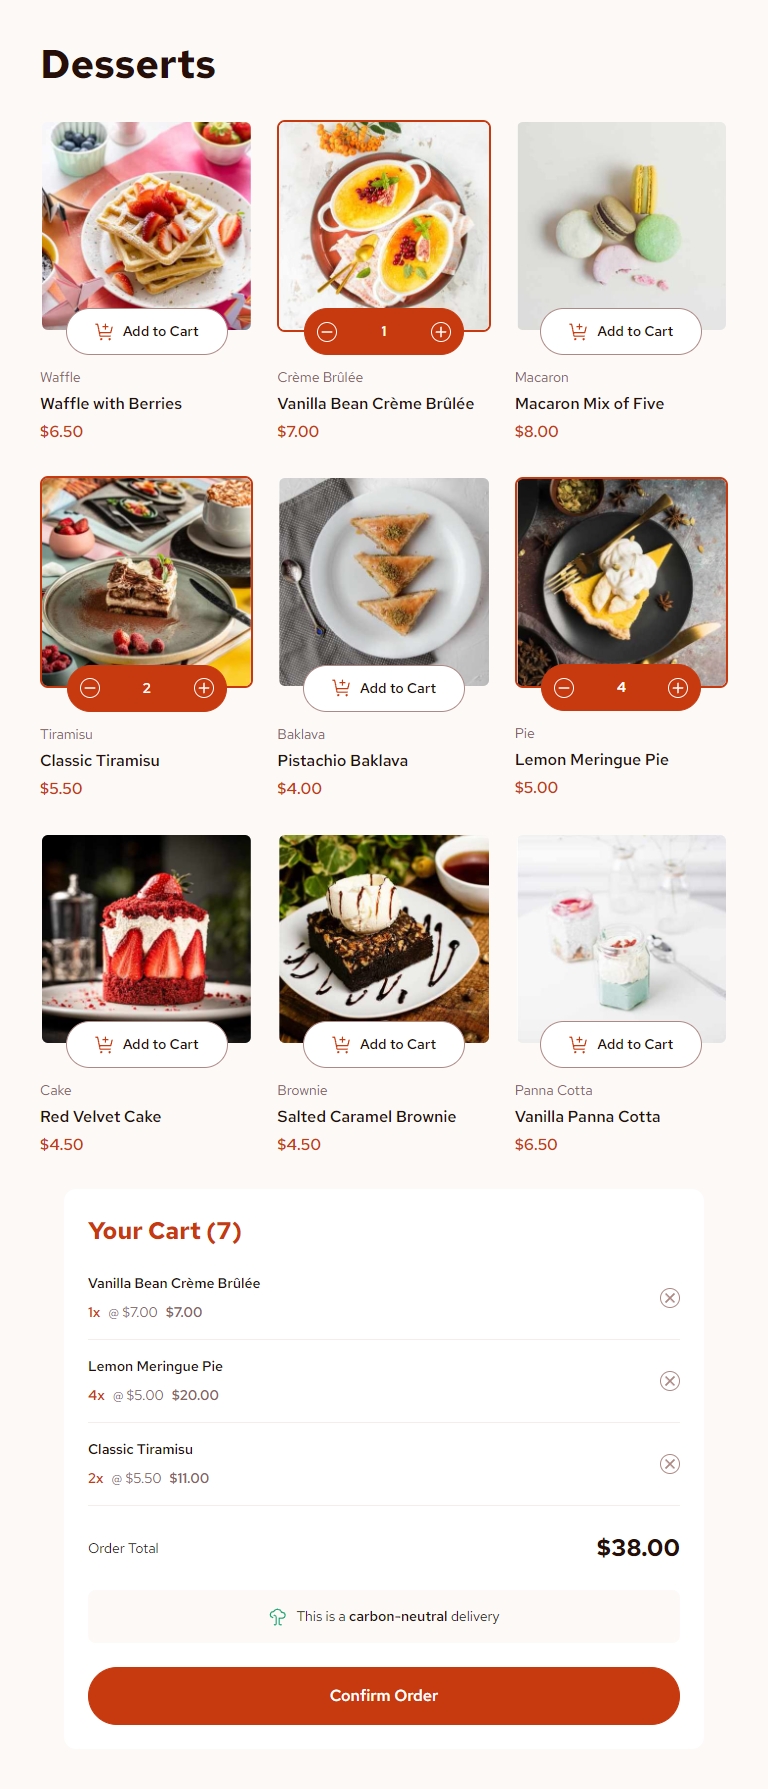 Desserts
Add to Cart
1
Add to Cart
Waffle
Waffle with Berries
$6.50
Crème Brûlée
Vanilla Bean Crème Brûlée
$7.00
Macaron
Macaron Mix of Five
$8.00
2
Add to Cart
4
Tiramisu
Classic Tiramisu
$5.50
Baklava
Pistachio Baklava
$4.00
Pie
Lemon Meringue Pie
$5.00
Add to Cart
Add to Cart
Add to Cart
Cake
Red Velvet Cake
$4.50
Brownie
Salted Caramel Brownie
$4.50
Panna Cotta
Vanilla Panna Cotta
$6.50
Your Cart (7)
Vanilla Bean Crème Brûlée
1x @ $7.00 $7.00
Lemon Meringue Pie
4x @ $5.00 $20.00
Classic Tiramisu
2x @ $5.50 $11.00
Order Total $38.00
This is a carbon-neutral delivery
Confirm Order